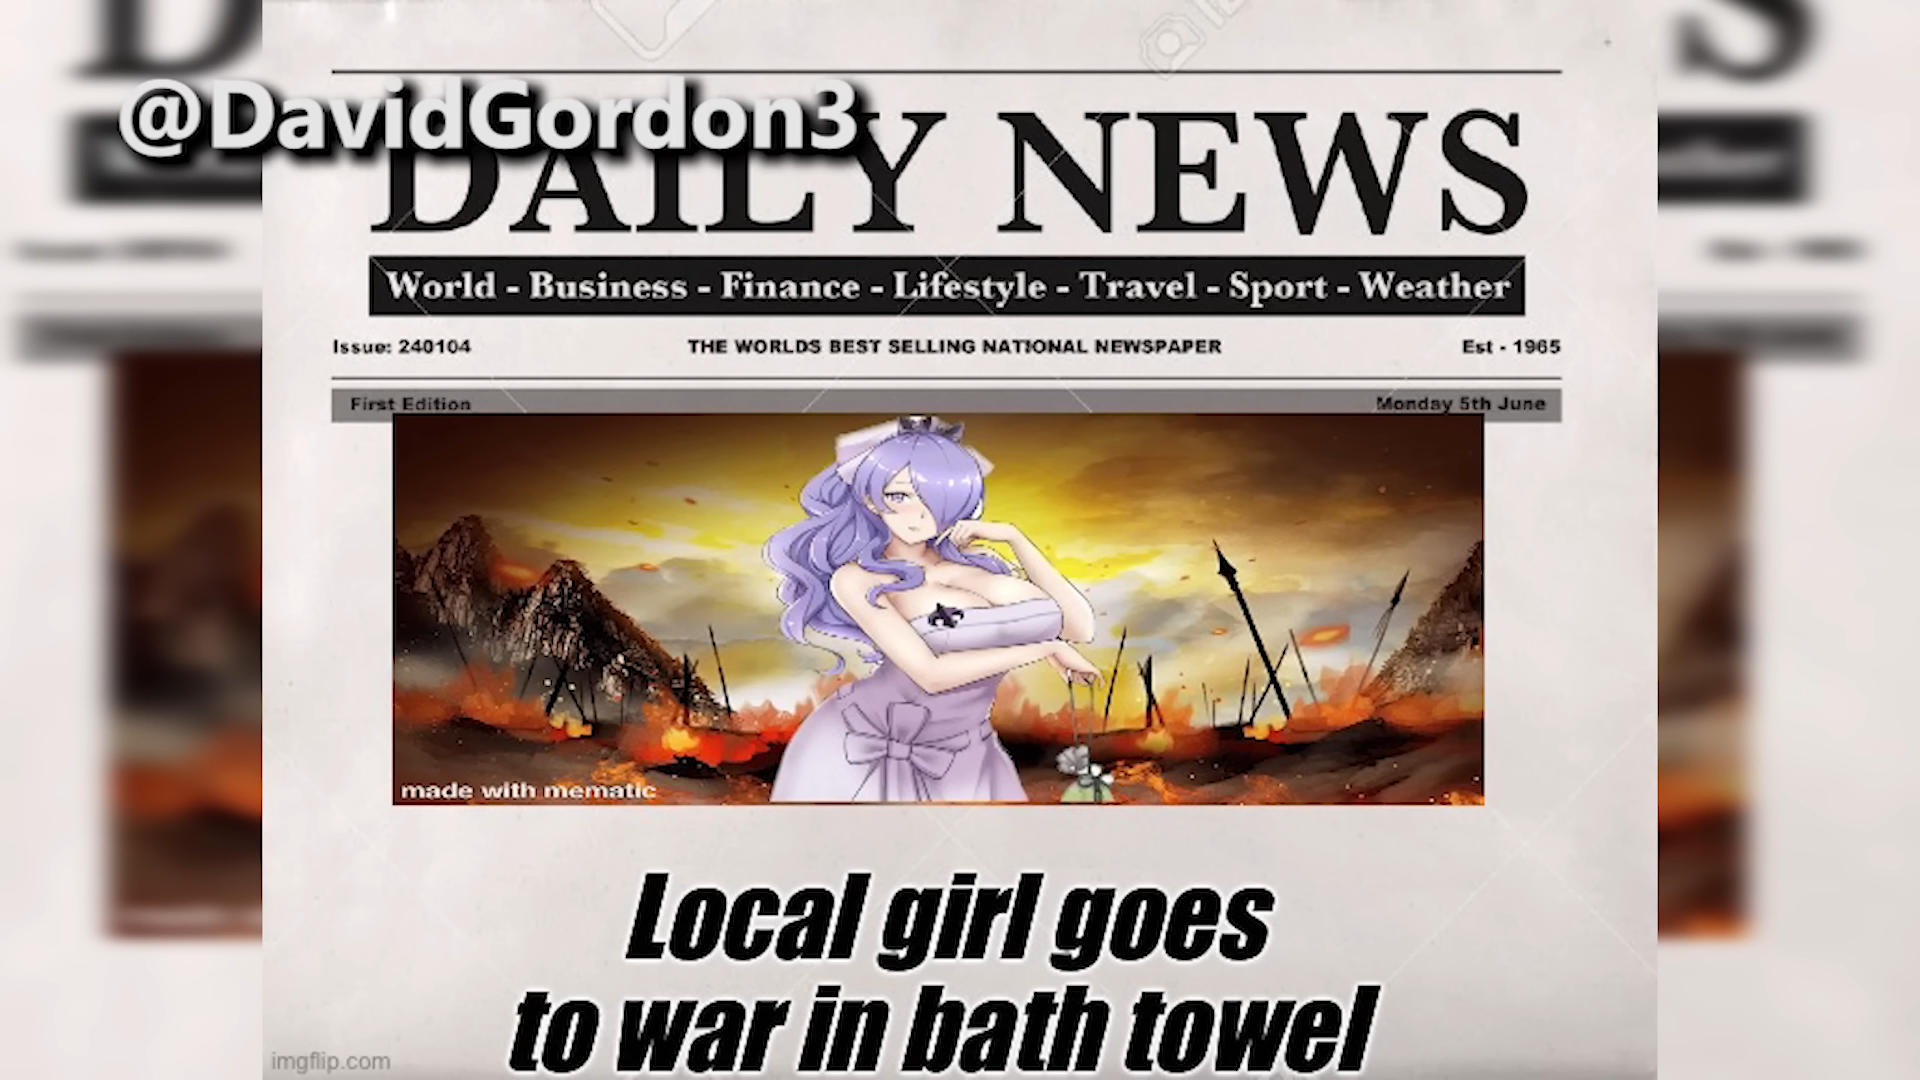 @DavidGordon3
DAILY NEWS
World - Business - Finance - Lifestyle - Travel - Sport - Weather
Issue: 240104
THE WORLDS BEST SELLING NATIONAL NEWSPAPER
Est - 1965
First Edition
Monday 5th June
made with mematic
Local girl goes
to war in bath towel
imgflip.com